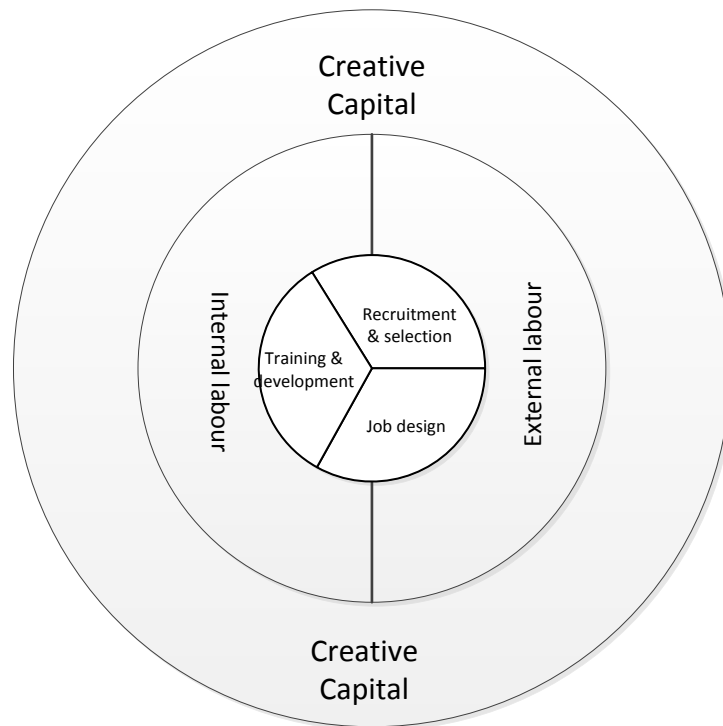 Creative
Capital
Internal labour
Recruitment
& selection
External labour
Training &
development
Job design
Creative
Capital